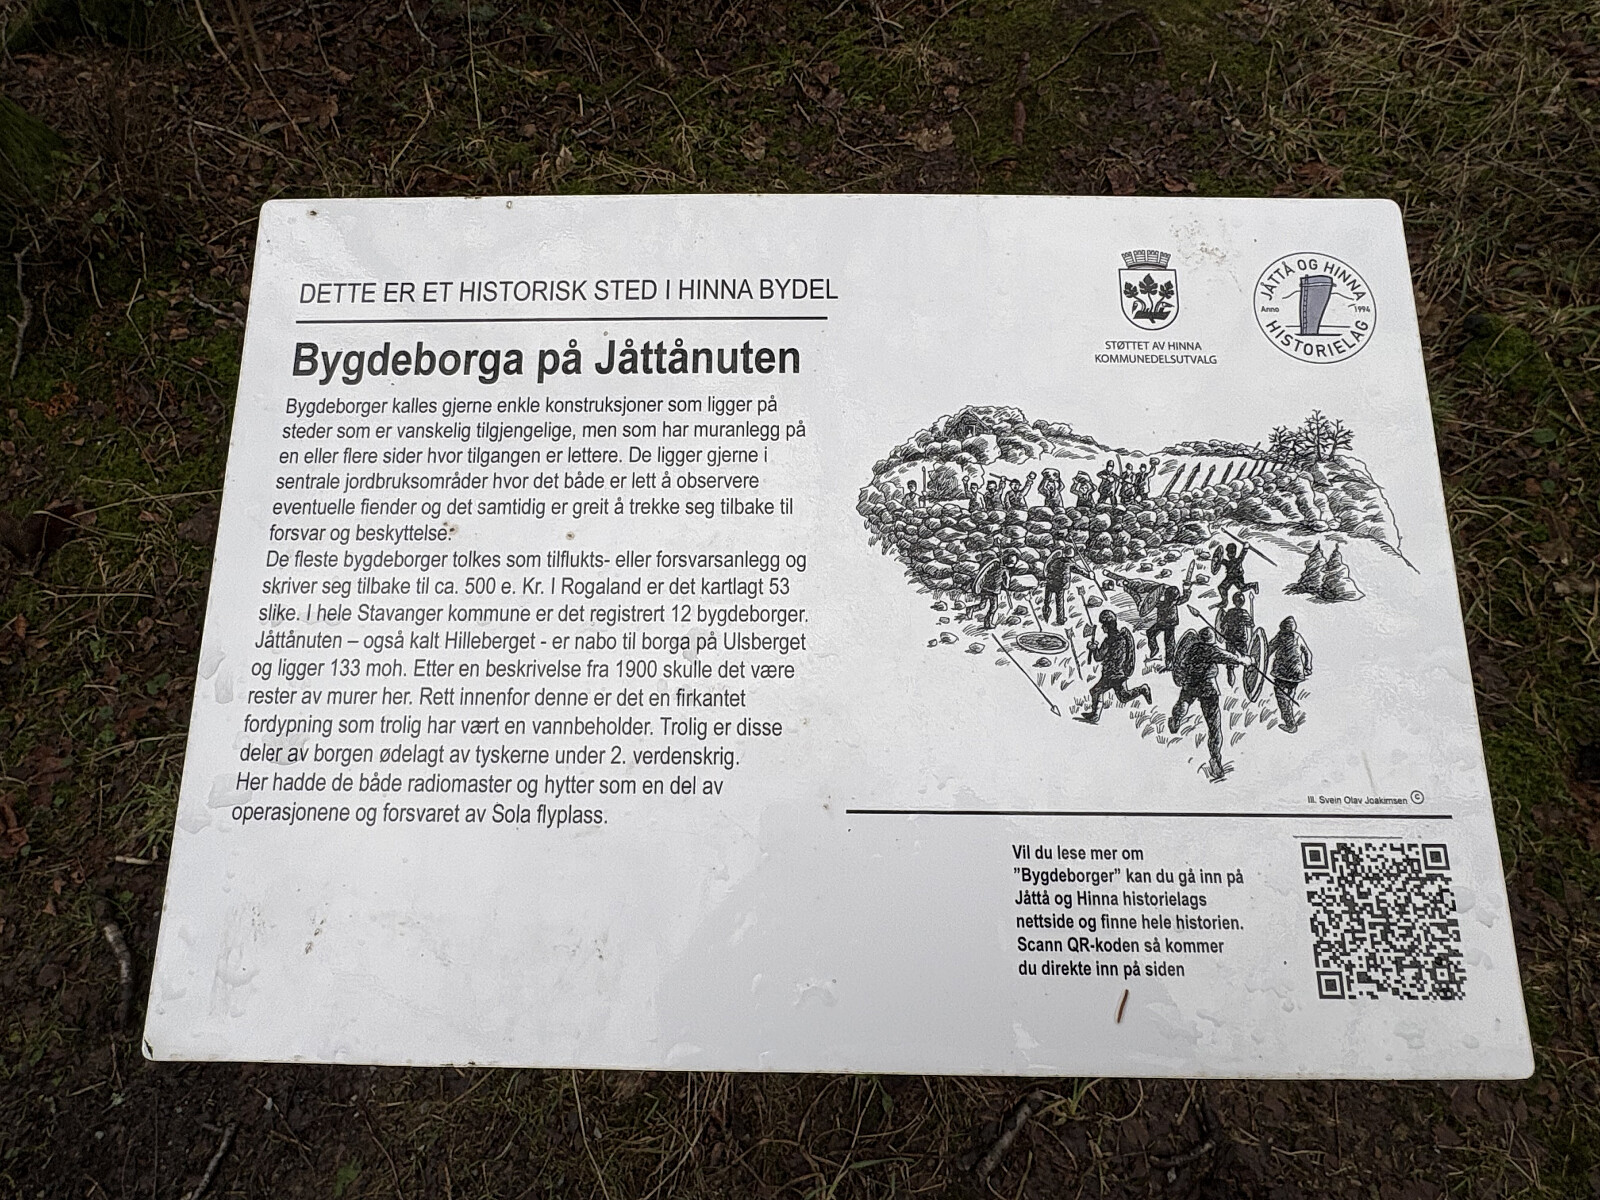 DETTE ER ET HISTORISK STED I HINNA BYDEL
Bygdeborga på Jåttånuten
Bygdeborger kalles gjerne enkle konstruksjoner som ligger på
steder som er vanskelig tilgjengelige, men som har muranlegg på
en eller flere sider hvor tilgangen er lettere. De ligger gjerne i
sentrale jordbruksområder hvor det både er lett å observere
eventuelle fiender og det samtidig er greit å trekke seg tilbake til
forsvar og beskyttelse.
De fleste bygdeborger tolkes som tilflukts- eller forsvarsanlegg og
skriver seg tilbake til ca. 500 e. Kr. I Rogaland er det kartlagt 53
slike. I hele Stavanger kommune er det registrert 12 bygdeborger.
Jåttånuten – også kalt Hilleberget - er nabo til borga på Ulsberget
og ligger 133 moh. Etter en beskrivelse fra 1900 skulle det være
rester av murer her. Rett innenfor denne er det en firkantet
fordypning som trolig har vært en vannbeholder. Trolig er disse
deler av borgen ødelagt av tyskerne under 2. verdenskrig.
Her hadde de både radiomaster og hytter som en del av
operasjonene og forsvaret av Sola flyplass.
STØTTET AV HINNA
KOMMUNEDELSUTVALG
JÅTTÅ OG HINNA
Anno 1994
HISTORIELAG
Ill. Svein Olav Joakimsen ©
Vil du lese mer om
”Bygdeborger” kan du gå inn på
Jåttå og Hinna historielags
nettside og finne hele historien.
Scann QR-koden så kommer
du direkte inn på siden